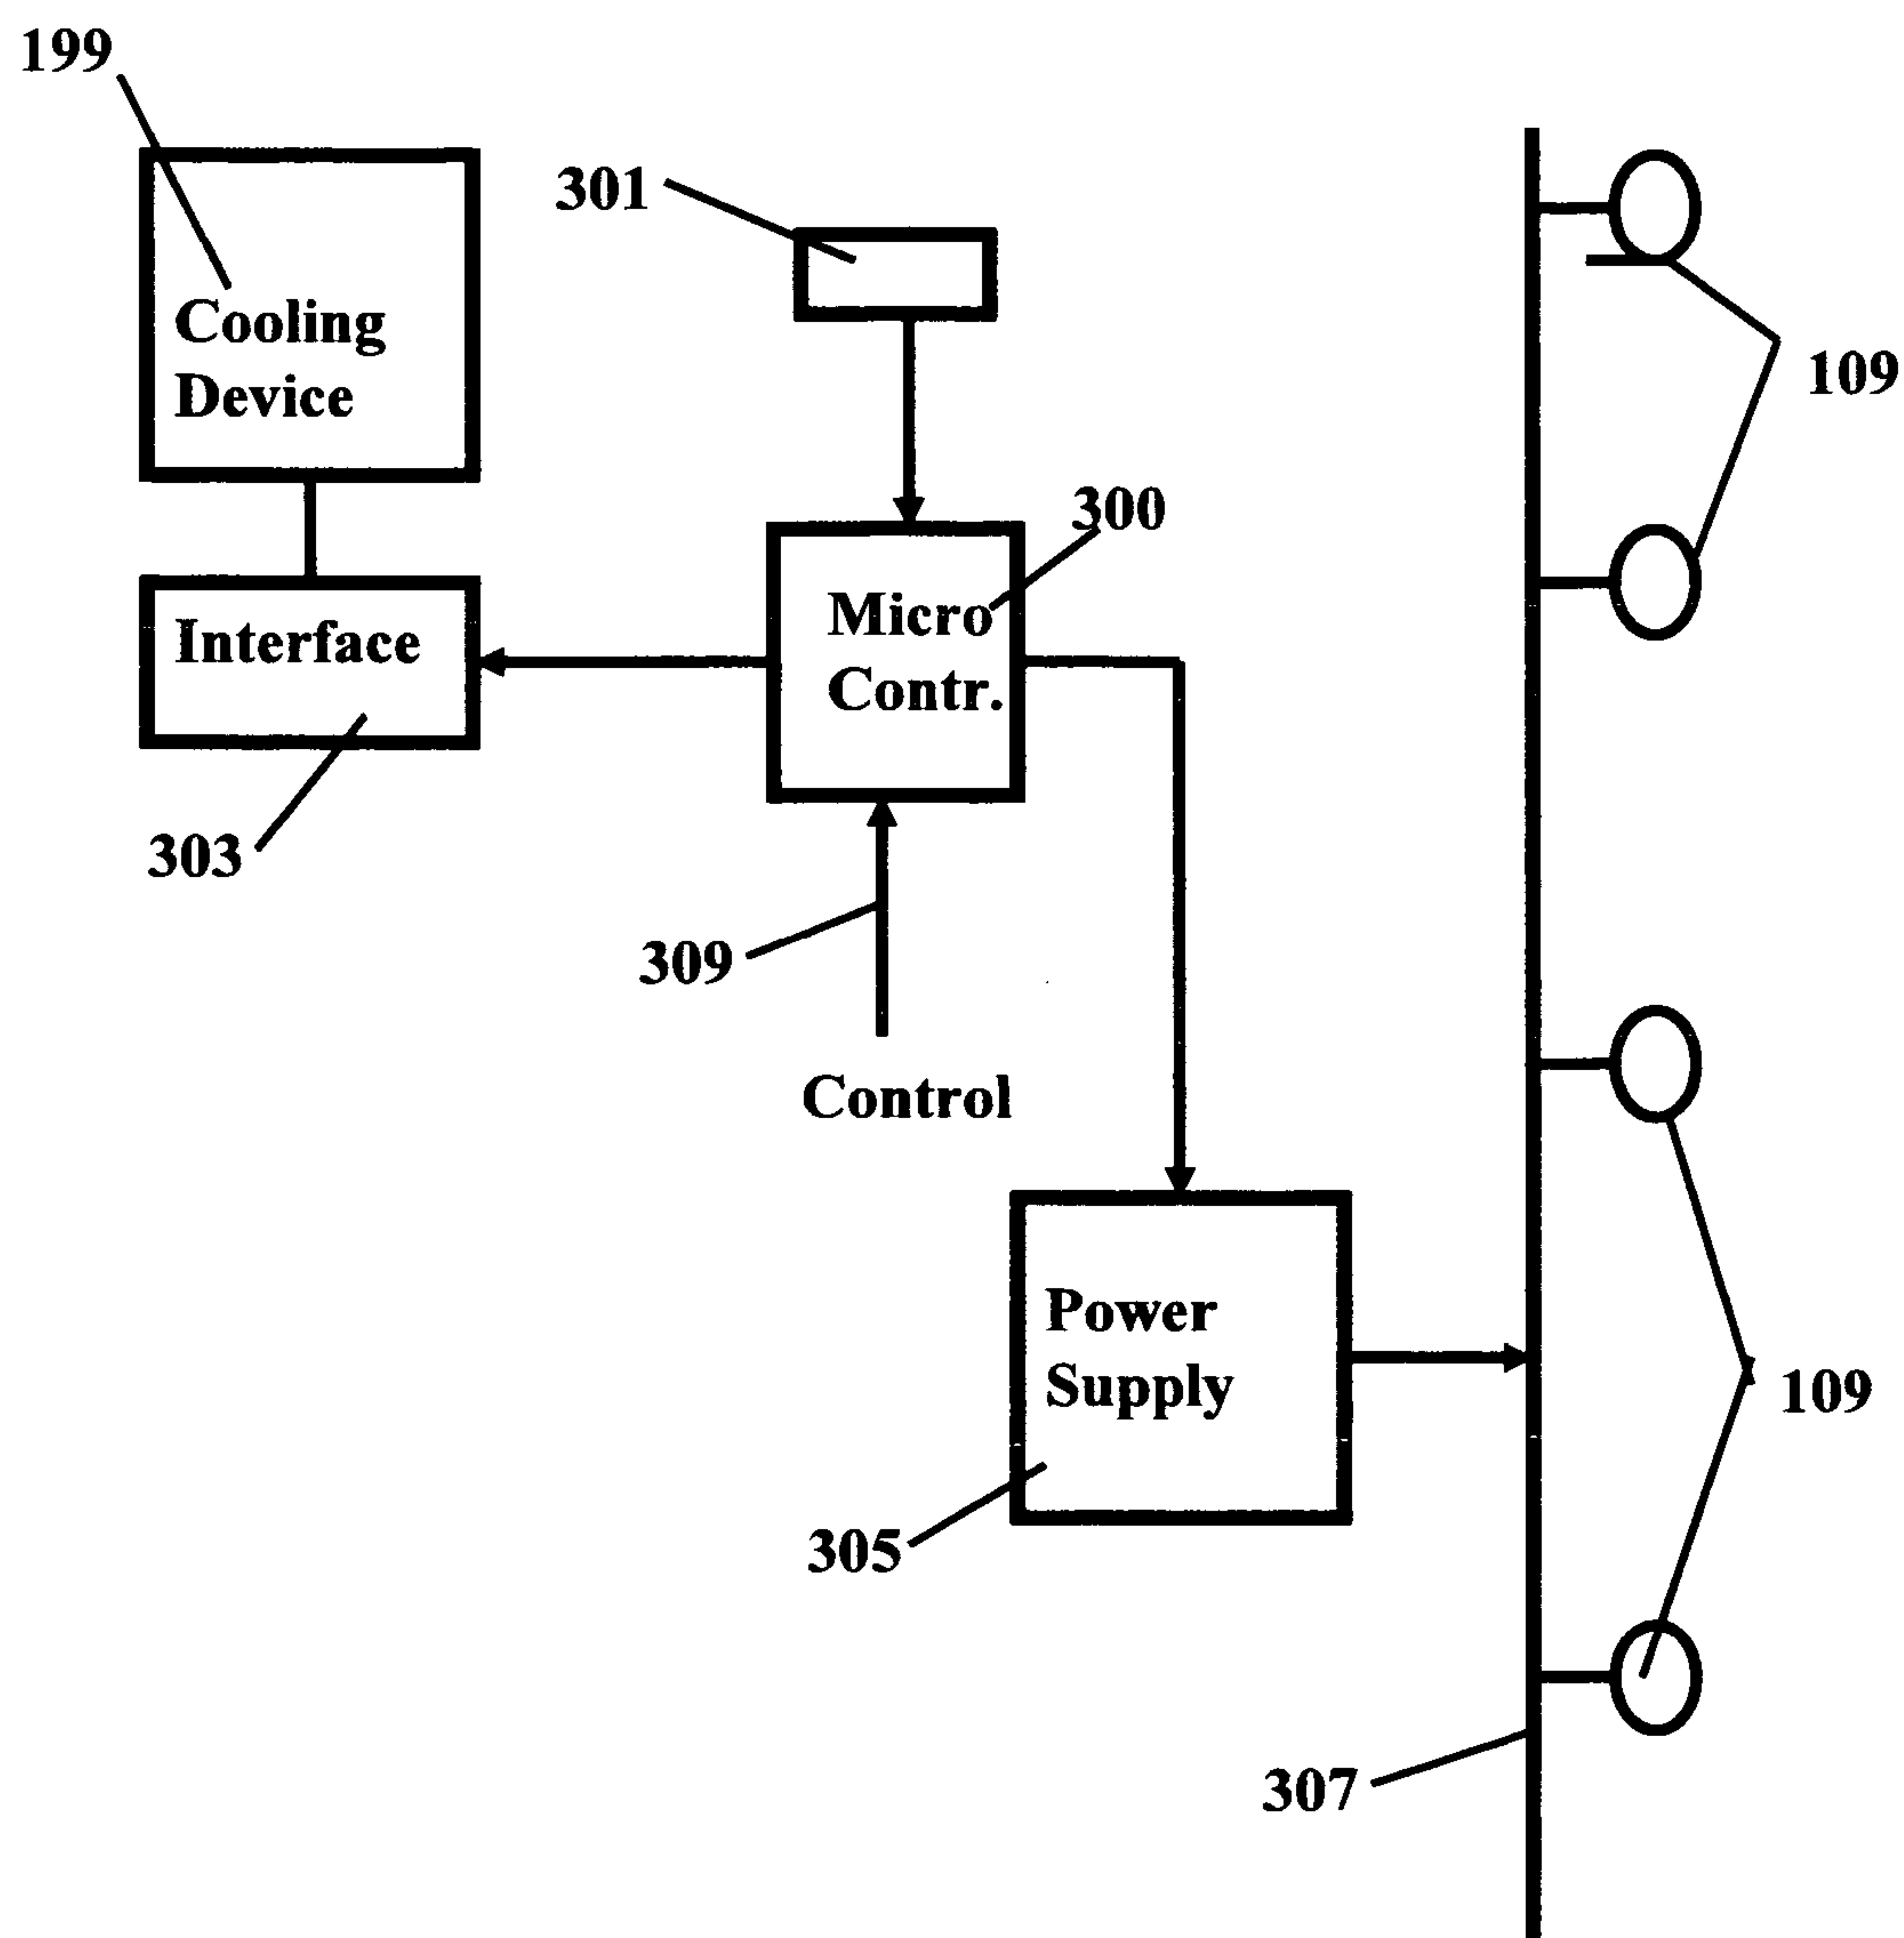 199
301
Cooling
Device
109
300
Micro
Contr.
Interface
303
309
Control
Power
Supply
109
305
307